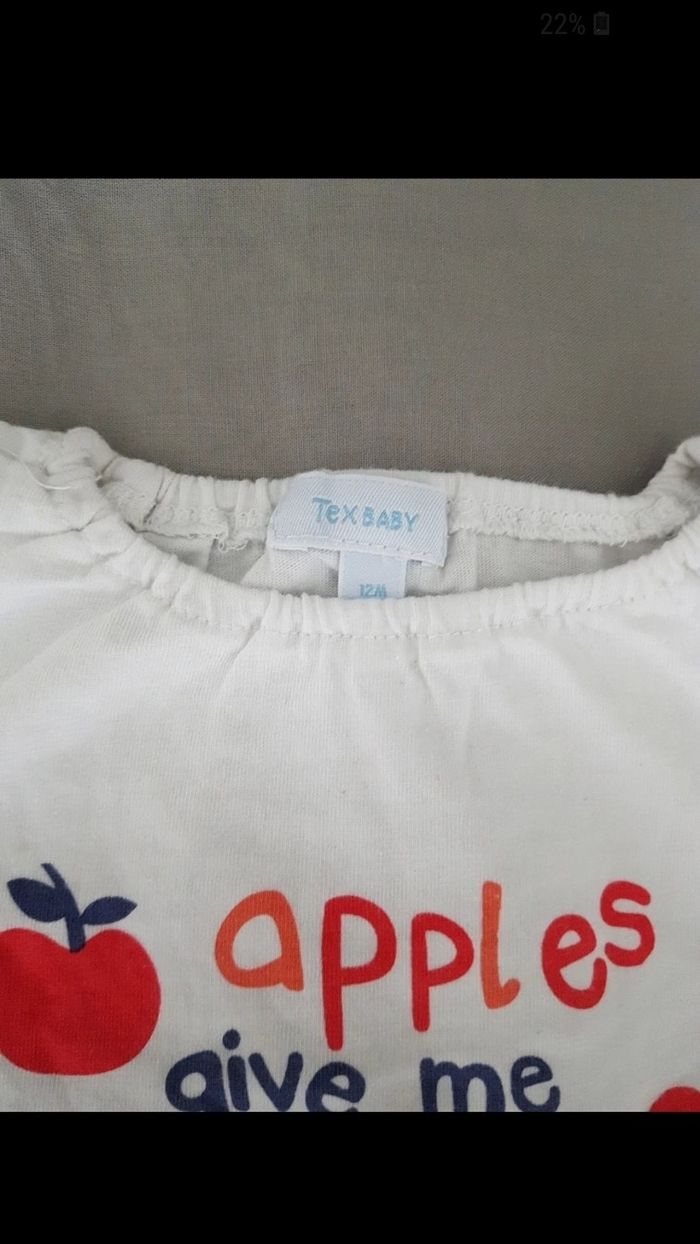 22%
TeX BABY
12M
apples
give me